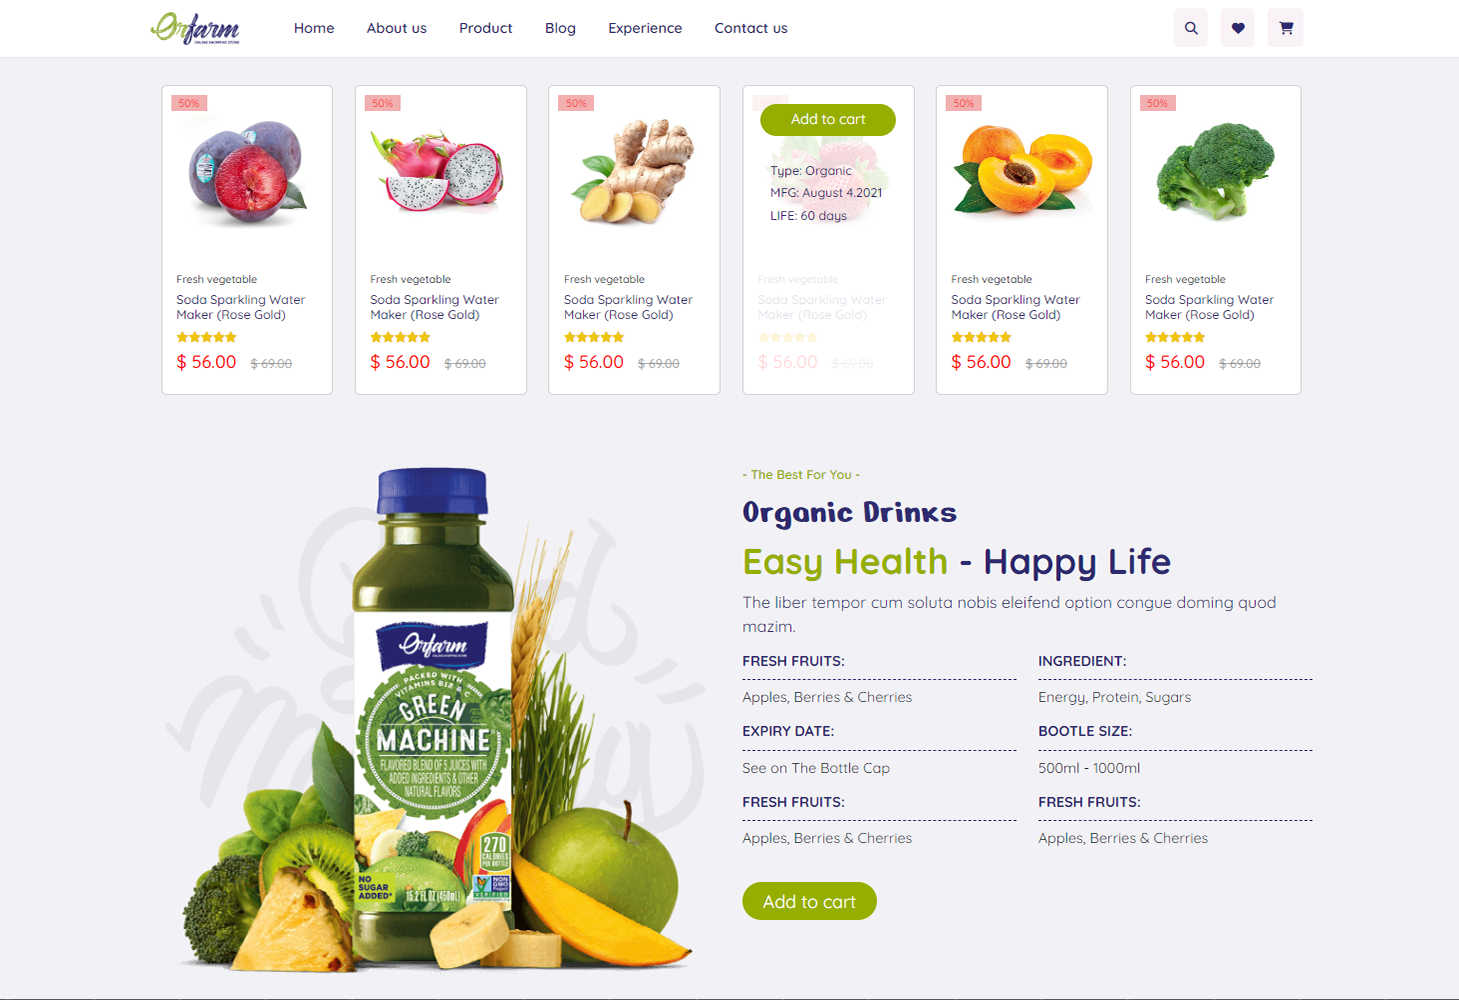 Orfarm
ONLINE SHOPPING STORE
Home
About us
Product
Blog
Experience
Contact us
50%
Fresh vegetable
Soda Sparkling Water
Maker (Rose Gold)
$ 56.00 $ 69.00
50%
Fresh vegetable
Soda Sparkling Water
Maker (Rose Gold)
$ 56.00 $ 69.00
50%
Fresh vegetable
Soda Sparkling Water
Maker (Rose Gold)
$ 56.00 $ 69.00
Add to cart
Type: Organic
MFG: August 4.2021
LIFE: 60 days
Fresh vegetable
Soda Sparkling Water
Maker (Rose Gold)
$ 56.00 $ 69.00
50%
Fresh vegetable
Soda Sparkling Water
Maker (Rose Gold)
$ 56.00 $ 69.00
50%
Fresh vegetable
Soda Sparkling Water
Maker (Rose Gold)
$ 56.00 $ 69.00
Good
Orfarm
ONLINE SHOPPING STORE
PACKED WITH
VITAMINS B12 & C
GREEN
MACHINE
FLAVORED BLEND OF 5 JUICES WITH
ADDED INGREDIENTS & OTHER
NATURAL FLAVORS
270
CALORIES
PER BOTTLE
NO
SUGAR
ADDED*
15.2 FL OZ (450mL)
NON
GMO
Project
VERIFIED
- The Best For You -
Organic Drinks
Easy Health - Happy Life
The liber tempor cum soluta nobis eleifend option congue doming quod
mazim.
FRESH FRUITS:
Apples, Berries & Cherries
INGREDIENT:
Energy, Protein, Sugars
EXPIRY DATE:
See on The Bottle Cap
BOOTLE SIZE:
500ml - 1000ml
FRESH FRUITS:
Apples, Berries & Cherries
FRESH FRUITS:
Apples, Berries & Cherries
Add to cart